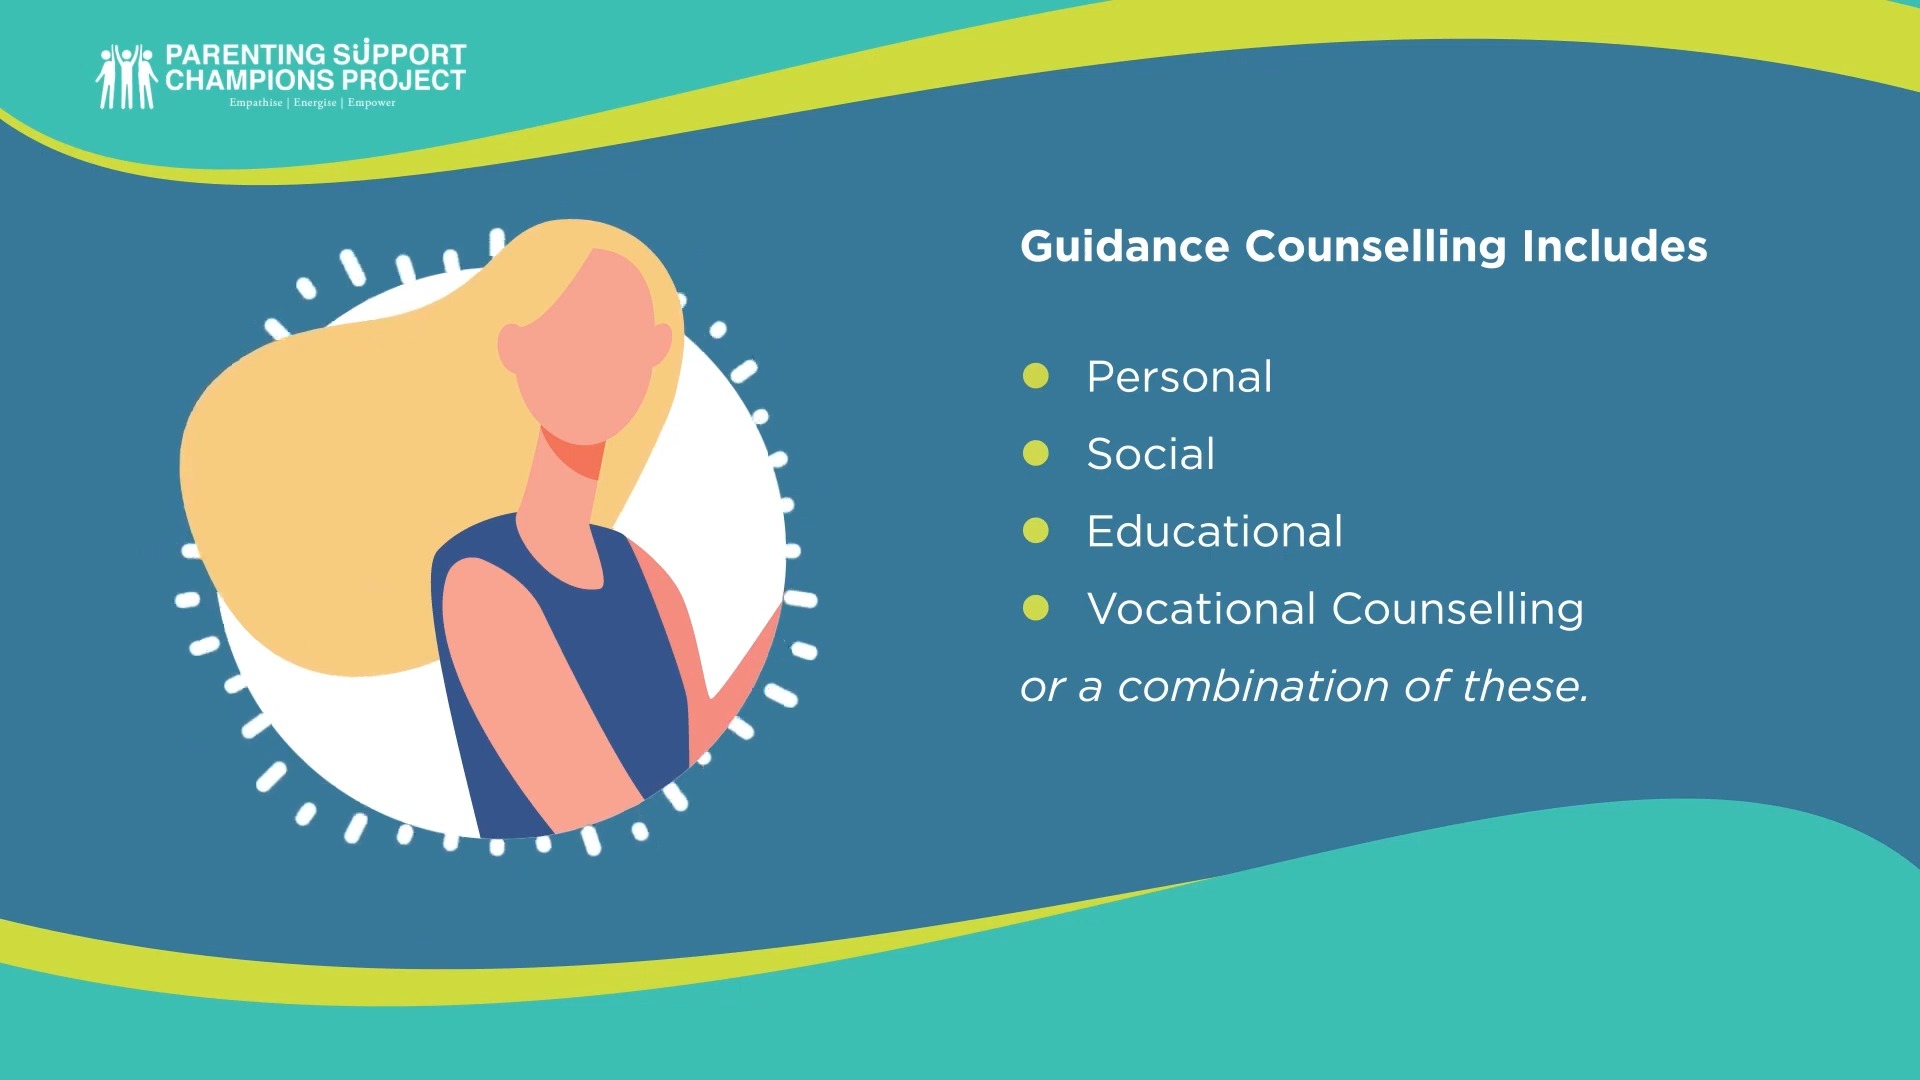 PARENTING SUPPORT
CHAMPIONS PROJECT
Empathise | Energise | Empower
Guidance Counselling Includes
Personal
Social
Educational
Vocational Counselling
or a combination of these.